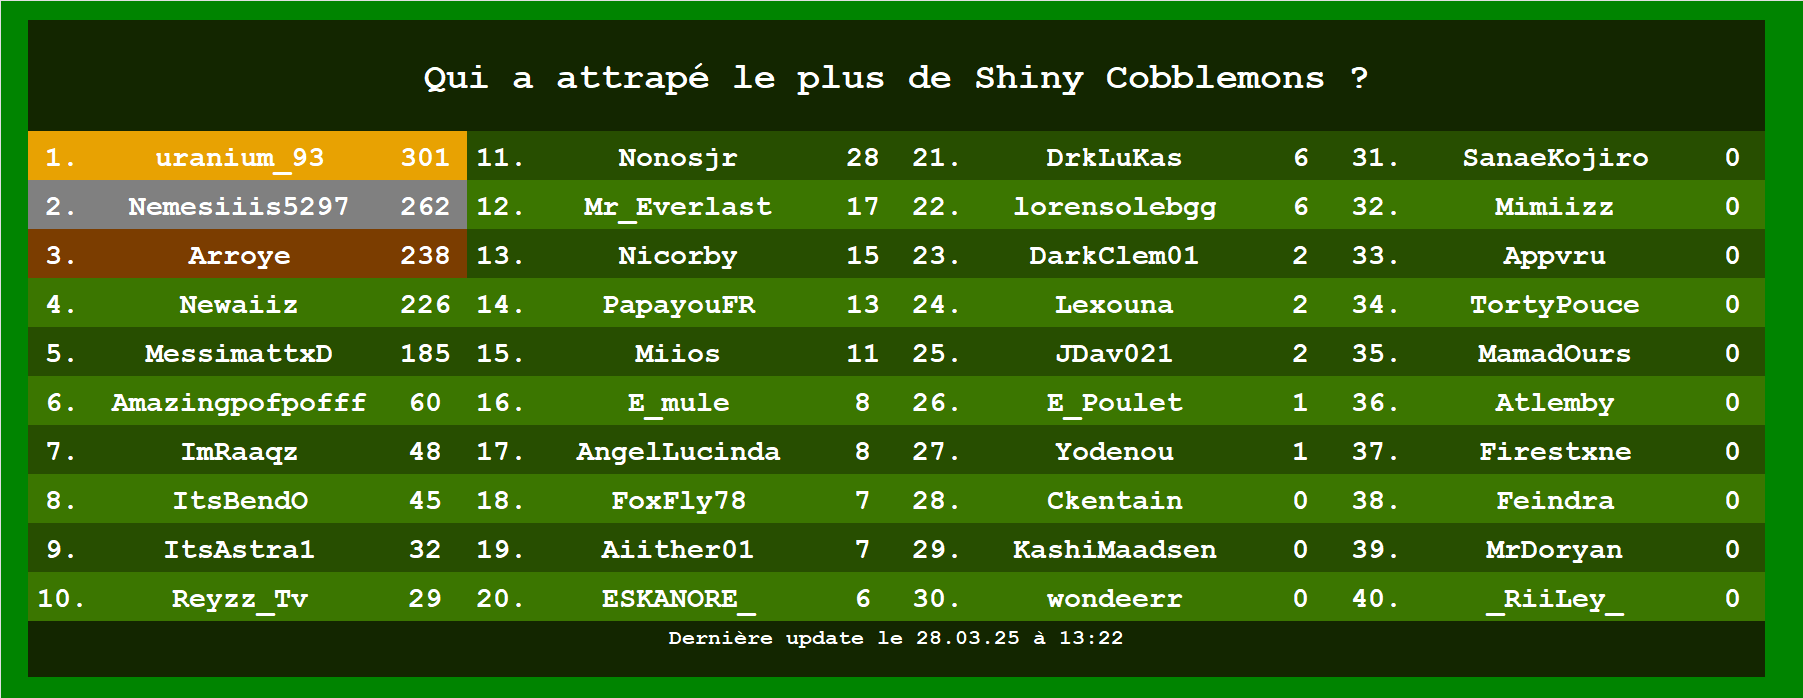 Qui a attrapé le plus de Shiny Cobblemons ?
1. uranium_93 301 11. Nonosjr 28 21. DrkLuKas 6 31. SanaeKojiro 0
2. Nemesiiis5297 262 12. Mr_Everlast 17 22. lorensolebgg 6 32. Mimiizz 0
3. Arroye 238 13. Nicorby 15 23. DarkClem01 2 33. Appvru 0
4. Newaiiz 226 14. PapayouFR 13 24. Lexouna 2 34. TortyPouce 0
5. MessimattxD 185 15. Miios 11 25. JDav021 2 35. MamadOurs 0
6. Amazingpofpofff 60 16. E_mule 8 26. E_Poulet 1 36. Atlemby 0
7. ImRaaqz 48 17. AngelLucinda 8 27. Yodenou 1 37. Firestxne 0
8. ItsBendO 45 18. FoxFly78 7 28. Ckentain 0 38. Feindra 0
9. ItsAstra1 32 19. Aiither01 7 29. KashiMaadsen 0 39. MrDoryan 0
10. Reyzz_Tv 29 20. ESKANORE_ 6 30. wondeerr 0 40. _RiiLey_ 0
Dernière update le 28.03.25 à 13:22